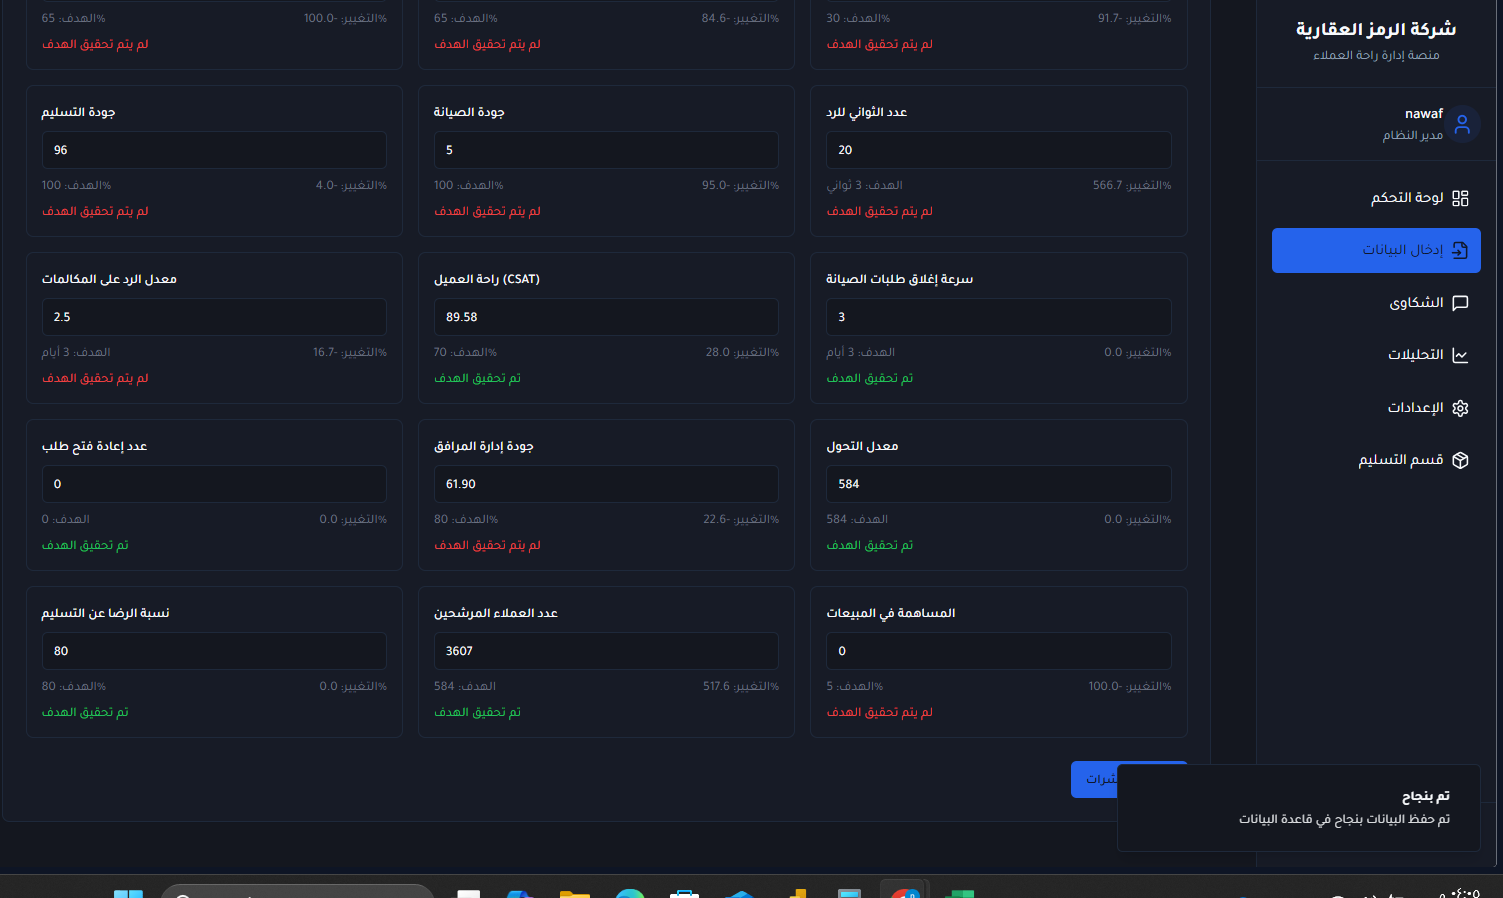 شركة الرمز العقارية
منصة إدارة راحة العملاء
nawaf
مدير النظام
لوحة التحكم
إدخال البيانات
الشكاوى
التحليلات
الإعدادات
قسم التسليم
%التغيير: -91.7
%الهدف: 30
لم يتم تحقيق الهدف
%التغيير: -84.6
%الهدف: 65
لم يتم تحقيق الهدف
%التغيير: -100.0
%الهدف: 65
لم يتم تحقيق الهدف
عدد الثواني للرد
20
%التغيير: 566.7
الهدف: 3 ثواني
لم يتم تحقيق الهدف
جودة الصيانة
5
%التغيير: -95.0
%الهدف: 100
لم يتم تحقيق الهدف
جودة التسليم
96
%التغيير: -4.0
%الهدف: 100
لم يتم تحقيق الهدف
سرعة إغلاق طلبات الصيانة
3
%التغيير: 0.0
الهدف: 3 أيام
تم تحقيق الهدف
راحة العميل (CSAT)
89.58
%التغيير: 28.0
%الهدف: 70
تم تحقيق الهدف
معدل الرد على المكالمات
2.5
%التغيير: -16.7
الهدف: 3 أيام
لم يتم تحقيق الهدف
معدل التحول
584
%التغيير: 0.0
الهدف: 584
تم تحقيق الهدف
جودة إدارة المرافق
61.90
%التغيير: -22.6
%الهدف: 80
لم يتم تحقيق الهدف
عدد إعادة فتح طلب
0
%التغيير: 0.0
الهدف: 0
تم تحقيق الهدف
المساهمة في المبيعات
0
%التغيير: -100.0
%الهدف: 5
لم يتم تحقيق الهدف
عدد العملاء المرشحين
3607
%التغيير: 517.6
الهدف: 584
تم تحقيق الهدف
نسبة الرضا عن التسليم
80
%التغيير: 0.0
%الهدف: 80
تم تحقيق الهدف
تم بنجاح
تم حفظ البيانات بنجاح في قاعدة البيانات